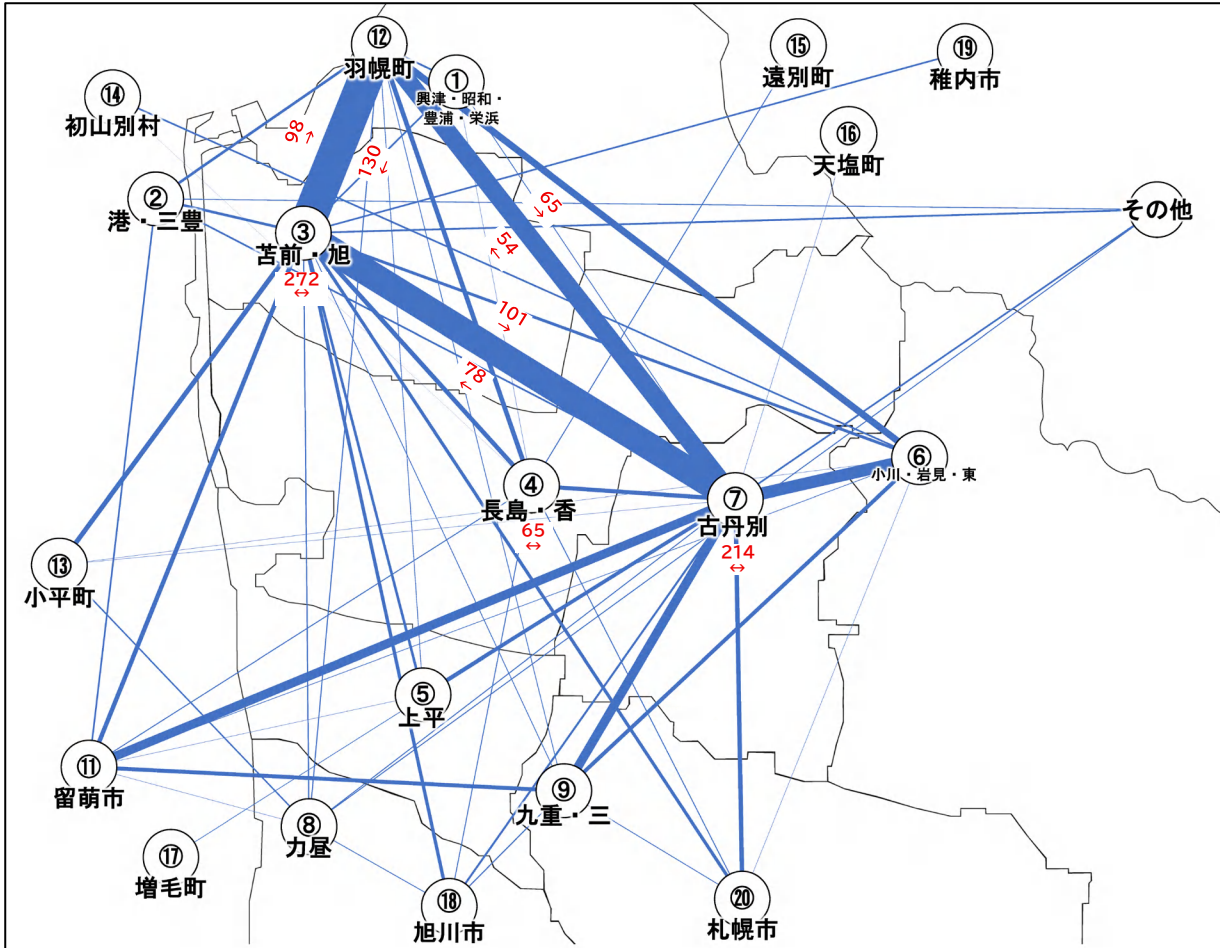 ⑫
羽幌町
①
興津・昭和・
豊浦・栄浜
⑮
遠別町
⑲
稚内市
⑭
初山別村
⑯
天塩町
98
→
130
→
②
港・三豊
65
→
その他
③
苫前・旭
54
←
272
↔
101
→
78
←
⑥
小川・岩見・東
④
長島・香
65
↔
⑦
古丹別
214
↔
⑬
小平町
⑤
上平
⑪
留萌市
⑨
九重・三
⑧
力昼
⑰
増毛町
⑱
旭川市
⑳
札幌市